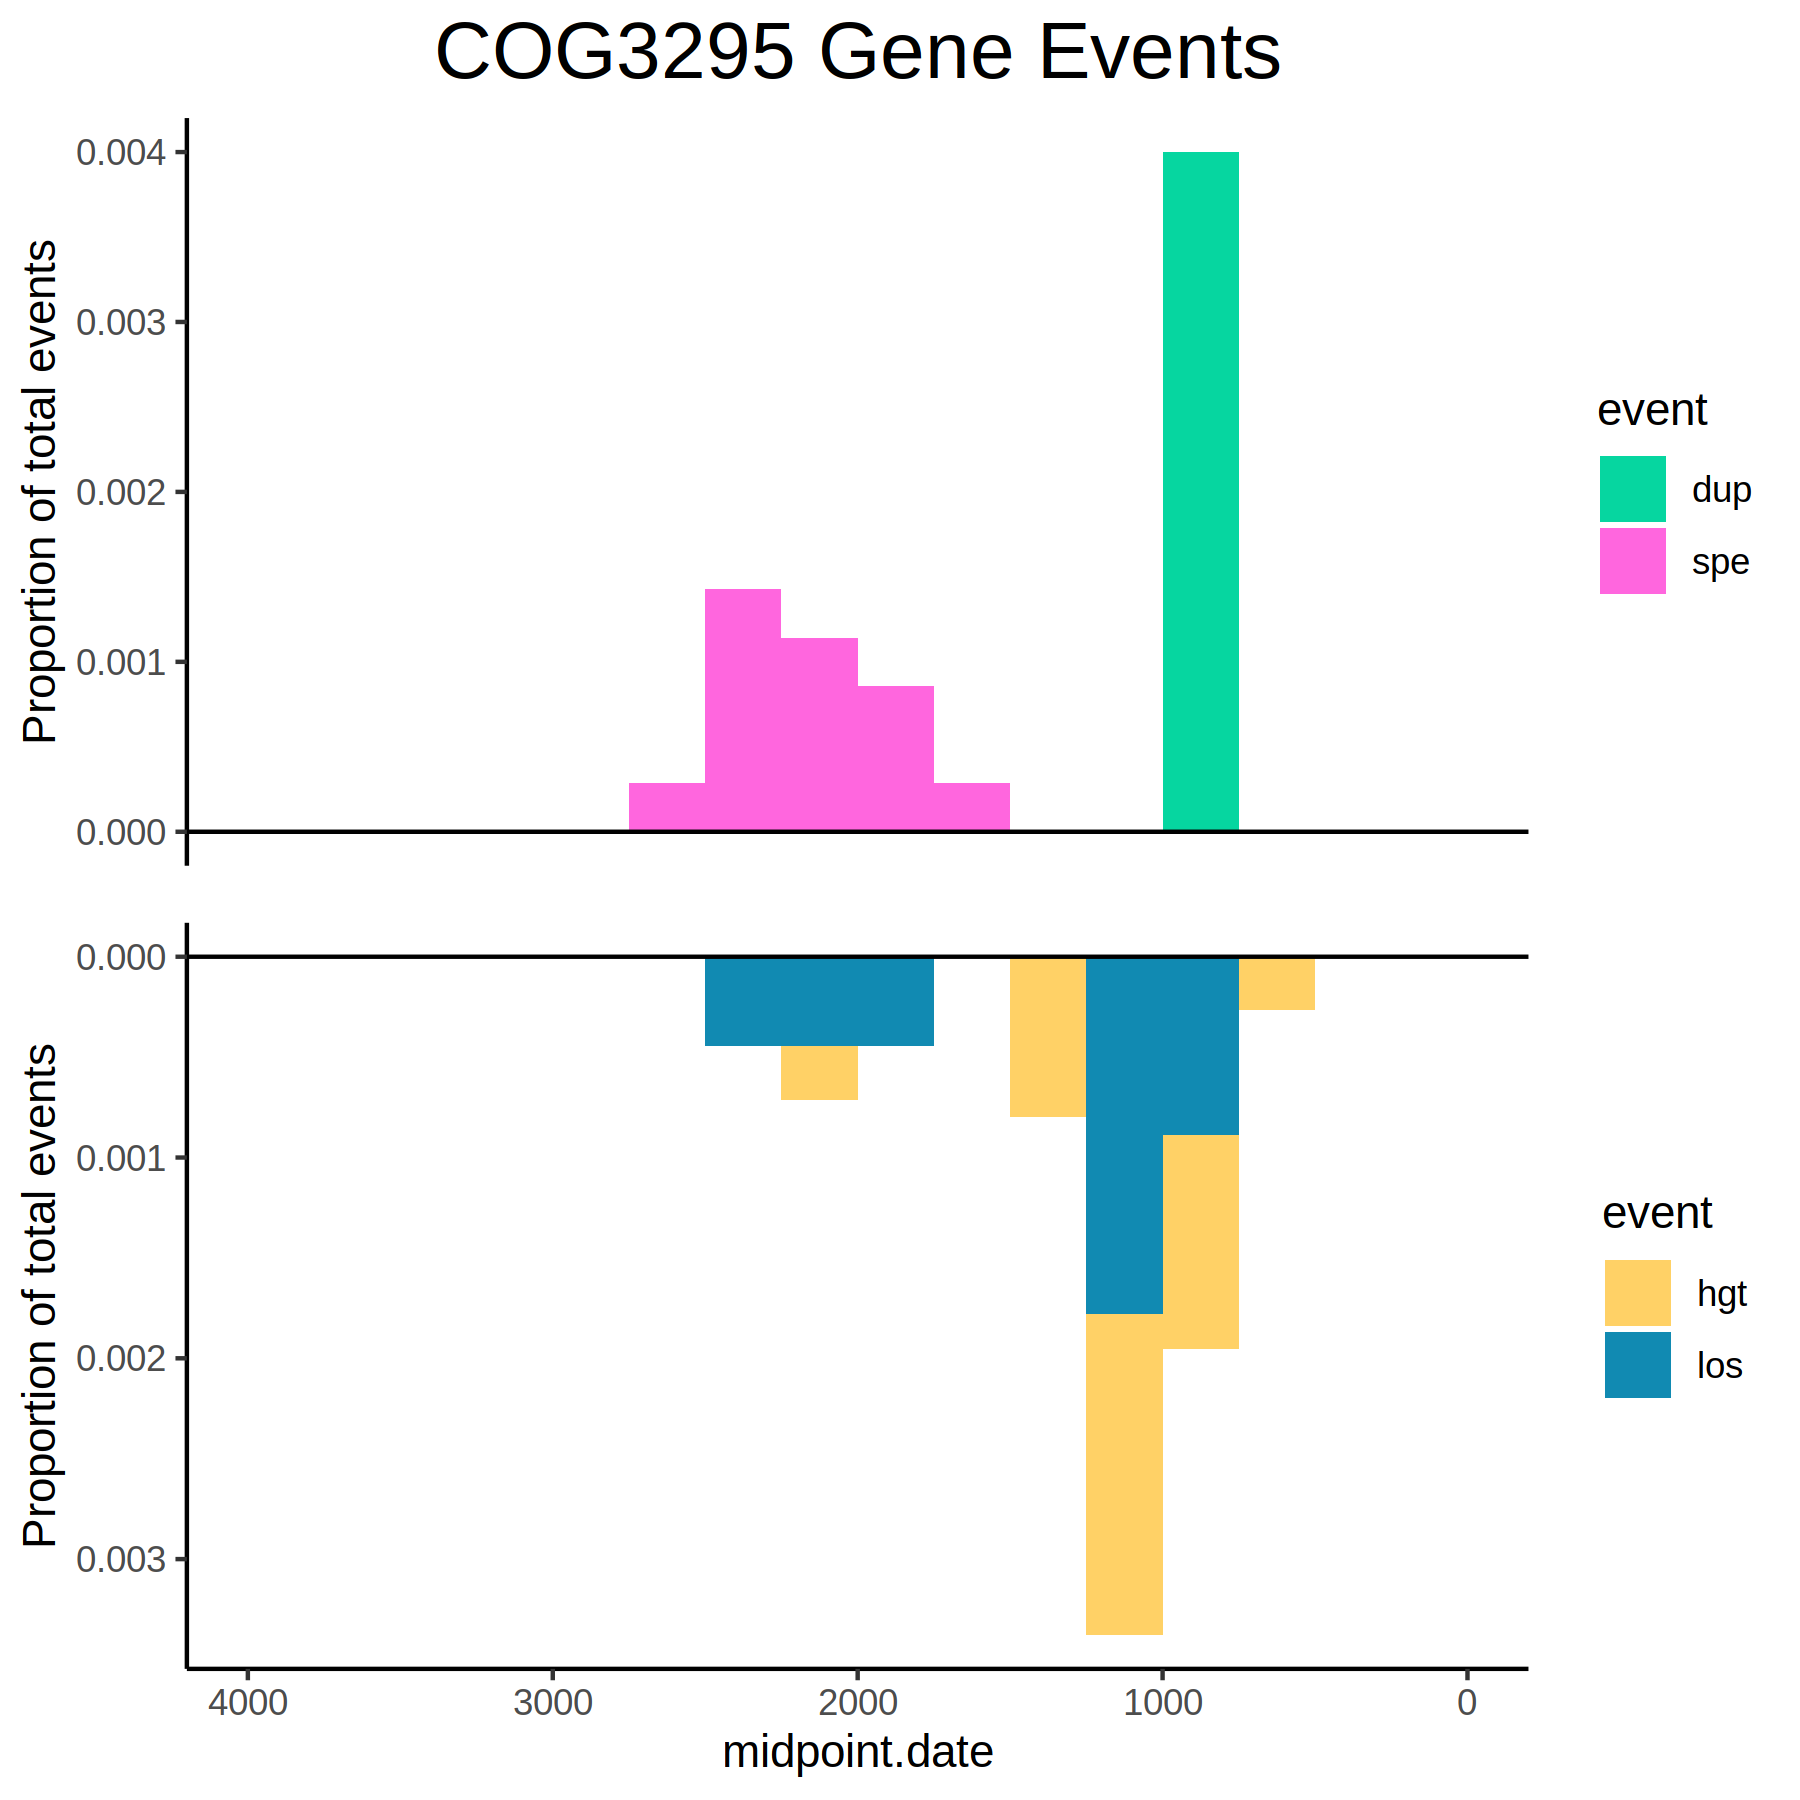 COG3295 Gene Events
Proportion of total events
0.004
0.003
0.002
0.001
0.000
event
dup
spe
Proportion of total events
0.000
0.001
0.002
0.003
event
hgt
los
4000 3000 2000 1000 0
midpoint.date